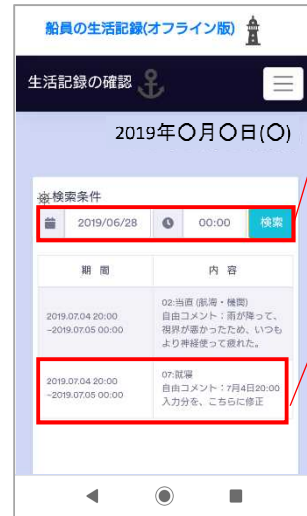 船員の生活記録(オフライン版)
生活記録の確認
2019年〇月〇日(〇)
検索条件
2019/06/28 00:00 検索
期 間 内 容
2019.07.04 20:00
~2019.07.05 00:00
02:当直 (航海・機関)
自由コメント：雨が降って、
視界が悪かったため、いつも
より神経使って疲れた。
2019.07.04 20:00
~2019.07.05 00:00
07:就寝
自由コメント：7月4日20:00
入力分を、こちらに修正